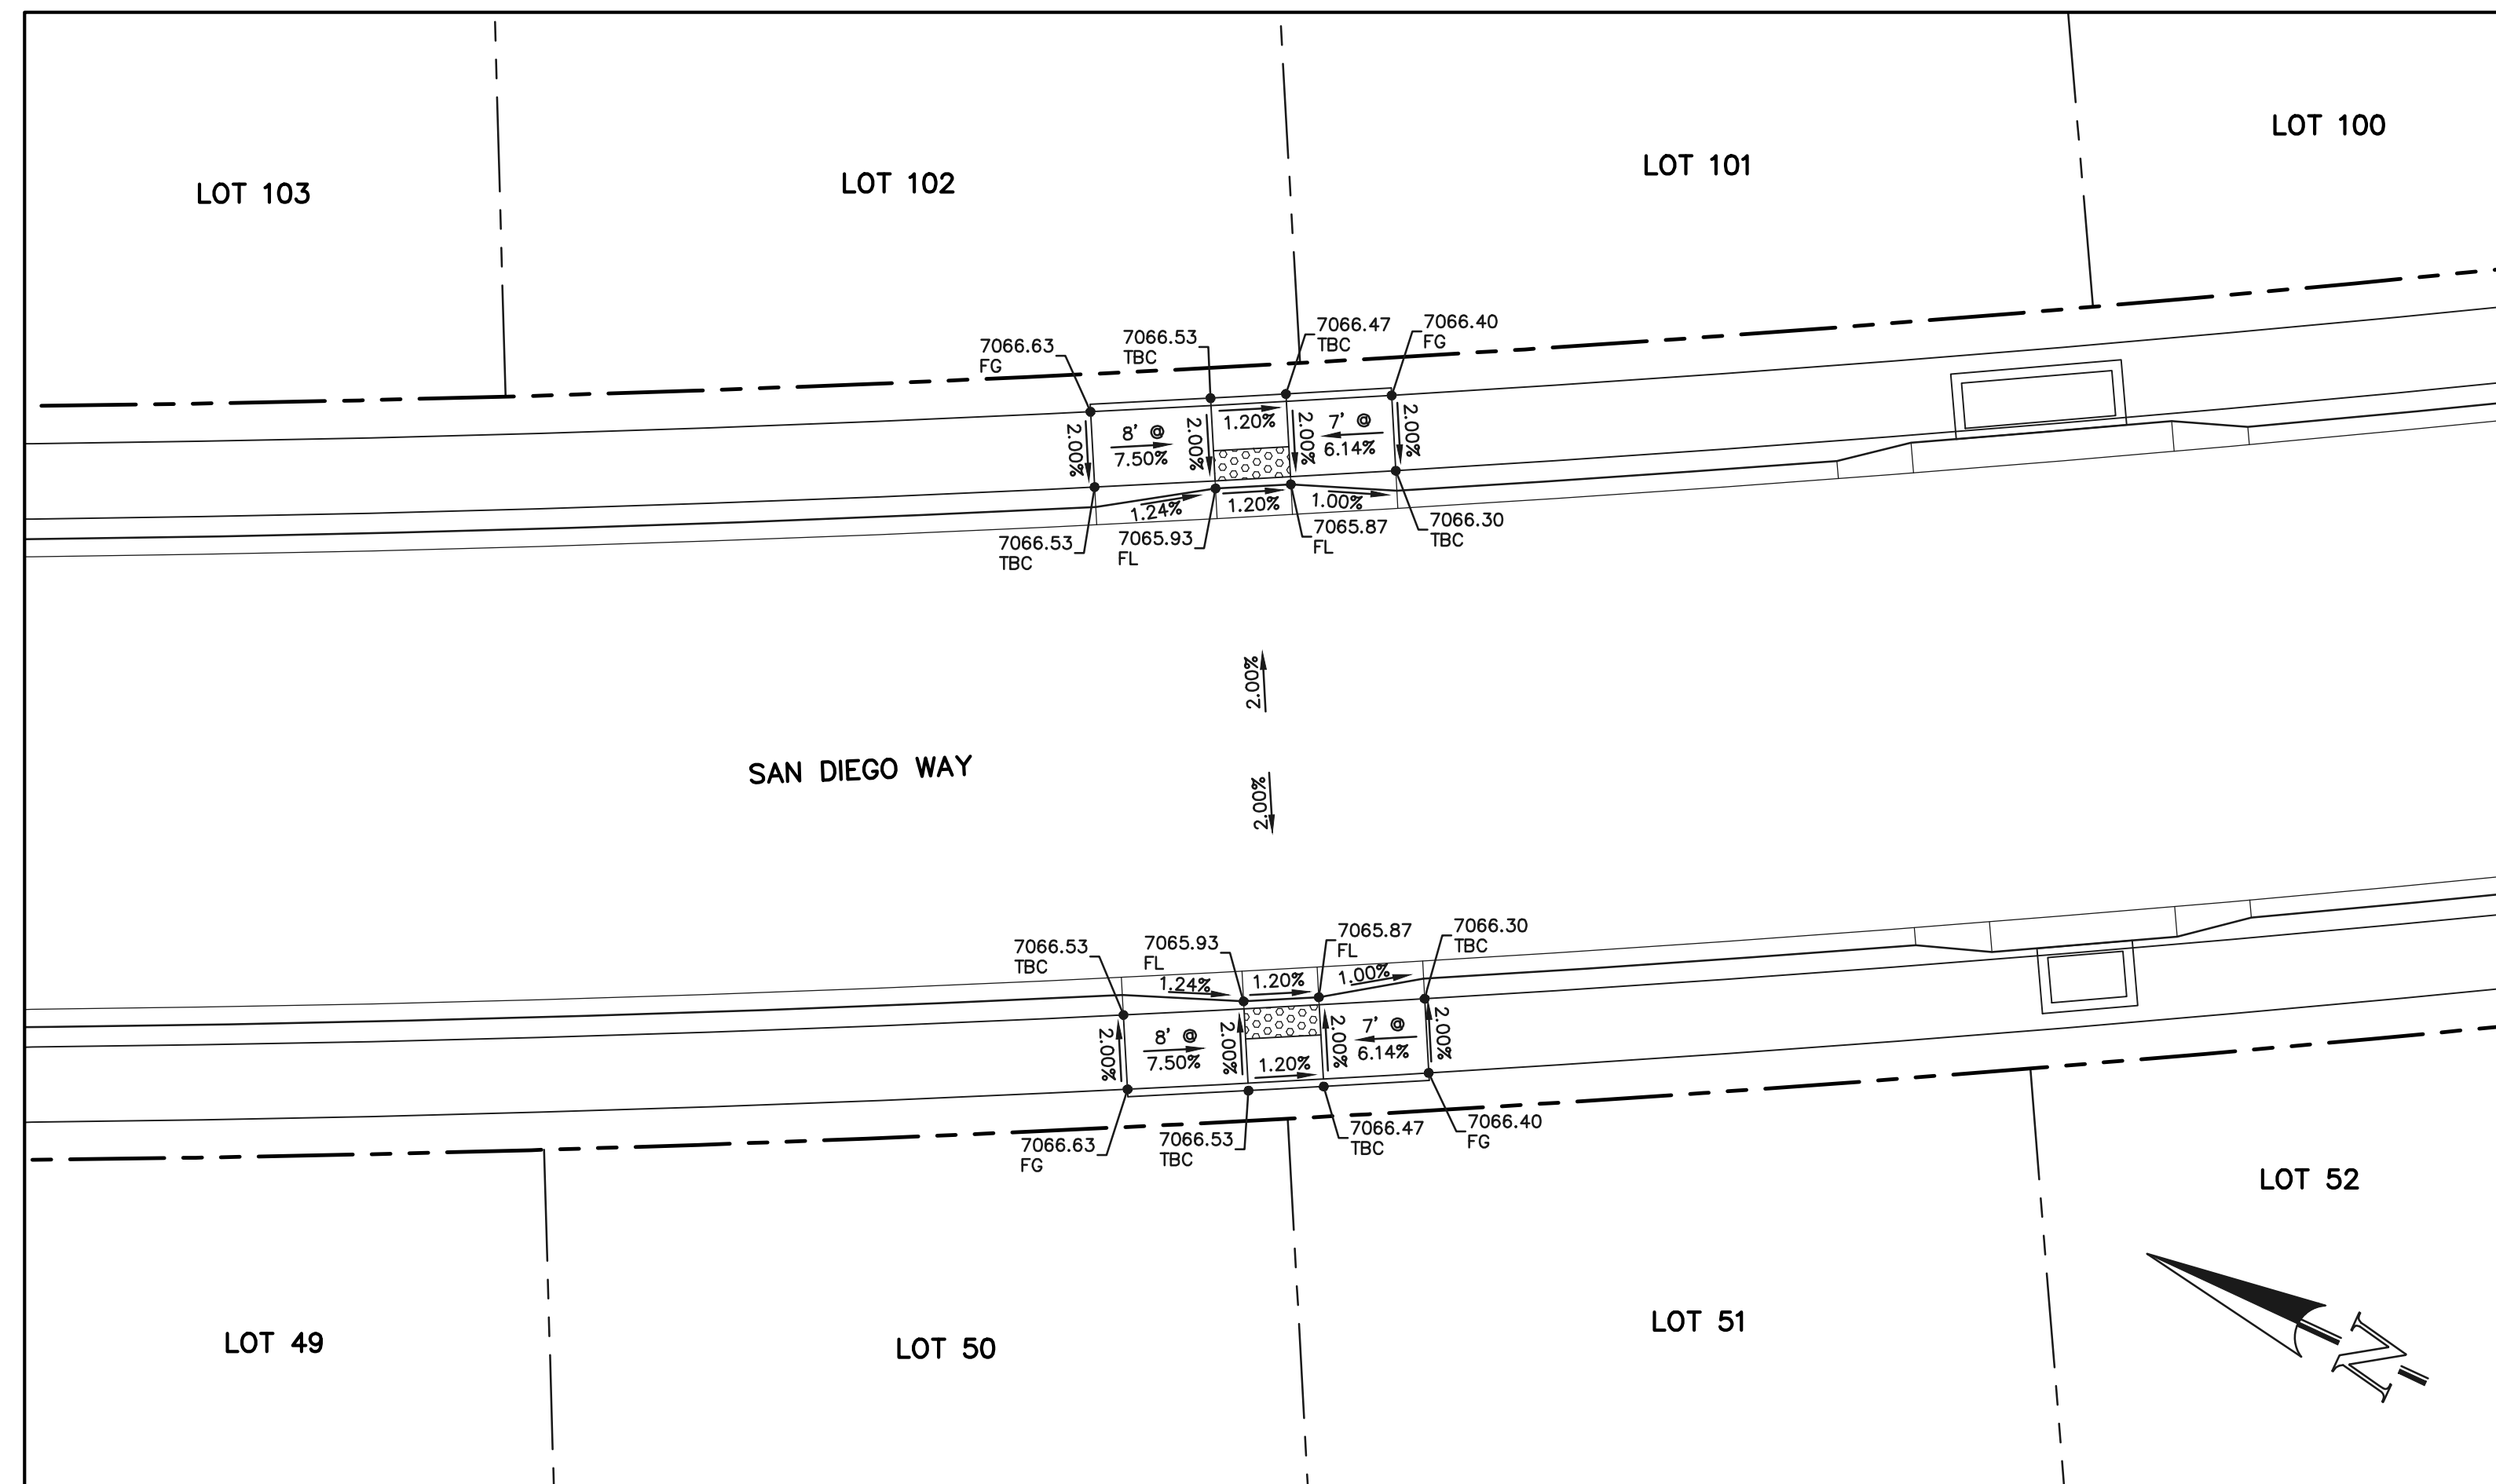 LOT 103
LOT 102
LOT 101
LOT 100
7066.63
FG
7066.53
TBC
7066.47
TBC
7066.40
FG
2.00%
8' @
7.50%
2.00%
1.20%
2.00%
7' @
6.14%
2.00%
1.24%
1.20%
1.00%
7066.53
TBC
7065.93
FL
7065.87
FL
7066.30
TBC
2.00%
SAN DIEGO WAY
2.00%
7066.53
TBC
7065.93
FL
7065.87
FL
7066.30
TBC
1.24%
1.20%
1.00%
2.00%
8' @
7.50%
2.00%
1.20%
2.00%
7' @
6.14%
2.00%
7066.63
FG
7066.53
TBC
7066.47
TBC
7066.40
FG
LOT 49
LOT 50
LOT 51
LOT 52
N